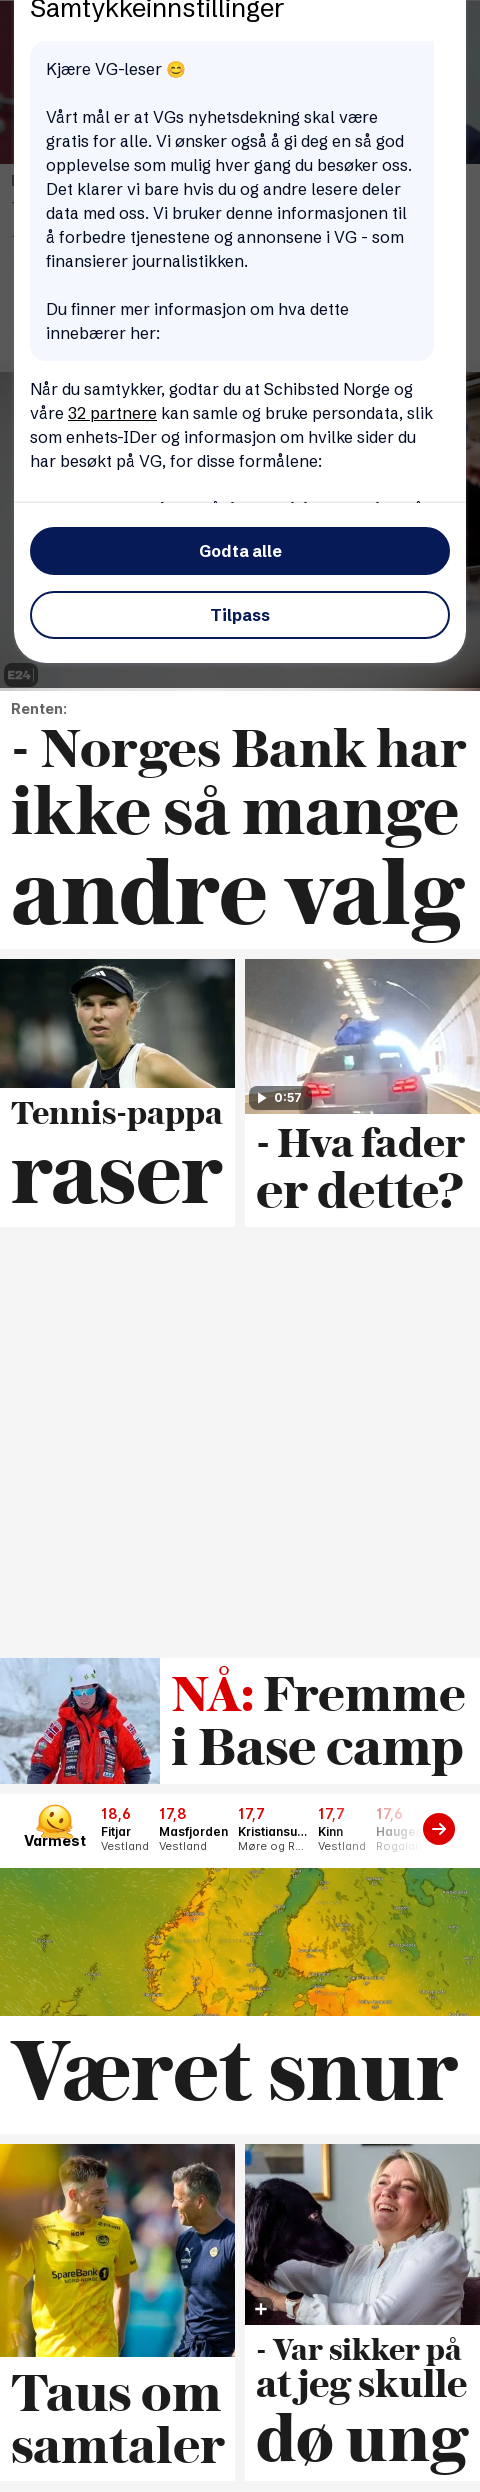 Samtykkeinnstillinger
Kjære VG-leser 😊
Vårt mål er at VGs nyhetsdekning skal være
gratis for alle. Vi ønsker også å gi deg en så god
opplevelse som mulig hver gang du besøker oss.
Det klarer vi bare hvis du og andre lesere deler
data med oss. Vi bruker denne informasjonen til
å forbedre tjenestene og annonsene i VG - som
finansierer journalistikken.
Du finner mer informasjon om hva dette
innebærer her:
Når du samtykker, godtar du at Schibsted Norge og
våre 32 partnere kan samle og bruke persondata, slik
som enhets-IDer og informasjon om hvilke sider du
har besøkt på VG, for disse formålene:
Godta alle
Tilpass
E24
Renten:
- Norges Bank har
ikke så mange
andre valg
0:57
Tennis-pappa
raser
- Hva fader
er dette?
NÅ: Fremme
i Base camp
Varmest
18,6
Fitjar
Vestland
17,8
Masfjorden
Vestland
17,7
Kristiansu...
Møre og R...
17,7
Kinn
Vestland
17,6
Været snur
SpareBank 1
NORD-NORGE
Taus om
samtaler
- Var sikker på
at jeg skulle
dø ung